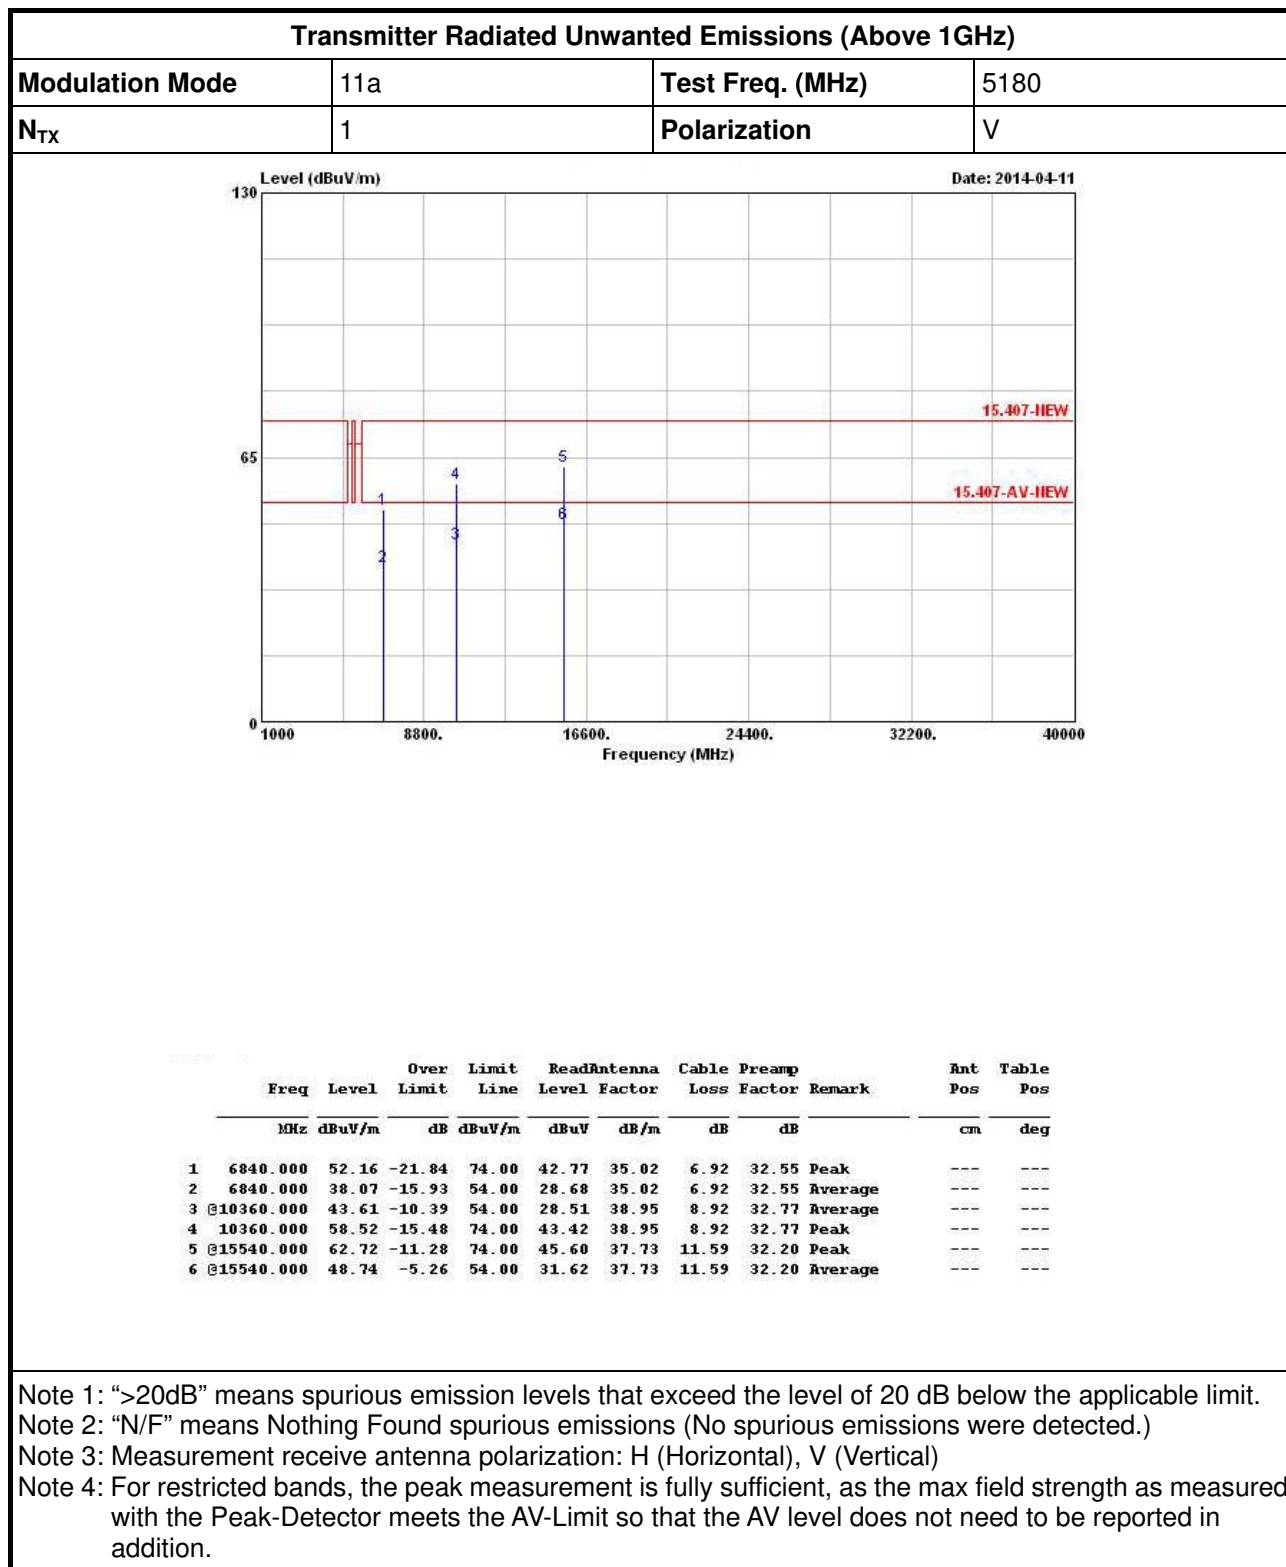 Transmitter Radiated Unwanted Emissions (Above 1GHz)
Modulation Mode 11a Test Freq. (MHz) 5180
NTX 1 Polarization V
Level (dBuV/m) Date: 2014-04-11
130
15.407-NEW
65
15.407-AV-NEW
1 2 3 4 5 6
0
1000 8800. 16600. 24400. 32200. 40000
Frequency (MHz)
Over Limit ReadAntenna Cable Preamp Ant Table
Freq Level Limit Line Level Factor Loss Factor Remark Pos Pos
MHz dBuV/m dB dBuV/m dBuV dB/m dB dB cm deg
1 6840.000 52.16 -21.84 74.00 42.77 35.02 6.92 32.55 Peak --- ---
2 6840.000 38.07 -15.93 54.00 28.68 35.02 6.92 32.55 Average --- ---
3 @10360.000 43.61 -10.39 54.00 28.51 38.95 8.92 32.77 Average --- ---
4 10360.000 58.52 -15.48 74.00 43.42 38.95 8.92 32.77 Peak --- ---
5 @15540.000 62.72 -11.28 74.00 45.60 37.73 11.59 32.20 Peak --- ---
6 @15540.000 48.74 -5.26 54.00 31.62 37.73 11.59 32.20 Average --- ---
Note 1: “>20dB” means spurious emission levels that exceed the level of 20 dB below the applicable limit.
Note 2: “N/F” means Nothing Found spurious emissions (No spurious emissions were detected.)
Note 3: Measurement receive antenna polarization: H (Horizontal), V (Vertical)
Note 4: For restricted bands, the peak measurement is fully sufficient, as the max field strength as measured
with the Peak-Detector meets the AV-Limit so that the AV level does not need to be reported in
addition.